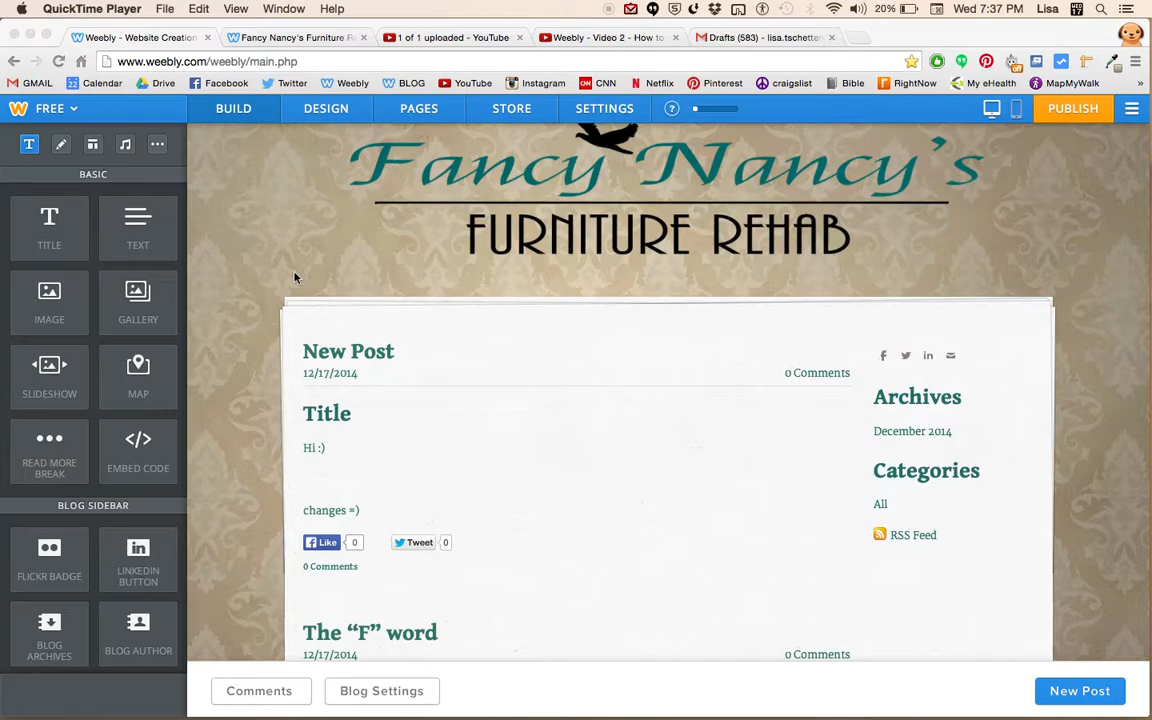 QuickTime Player File Edit View Window Help 20% Wed 7:37 PM Lisa
Weebly - Website Creation × Fancy Nancy's Furniture R × 1 of 1 uploaded - YouTube × Weebly - Video 2 - How to × Drafts (583) - lisa.tschetter ×
www.weebly.com/weebly/main.php
GMAIL Calendar Drive Facebook Twitter Weebly BLOG YouTube Instagram CNN Netflix Pinterest craigslist Bible RightNow My eHealth MapMyWalk »
FREE BUILD DESIGN PAGES STORE SETTINGS ? PUBLISH
T
BASIC
T
TITLE TEXT
IMAGE GALLERY
SLIDESHOW MAP
READ MORE BREAK EMBED CODE
BLOG SIDEBAR
FLICKR BADGE LINKEDIN BUTTON
BLOG ARCHIVES BLOG AUTHOR
Fancy Nancy's
FURNITURE REHAB
New Post
12/17/2014 0 Comments
Title
Hi :)
changes =)
Like 0 Tweet 0
0 Comments
The “F” word
12/17/2014 0 Comments
Archives
December 2014
Categories
All
RSS Feed
Comments Blog Settings New Post